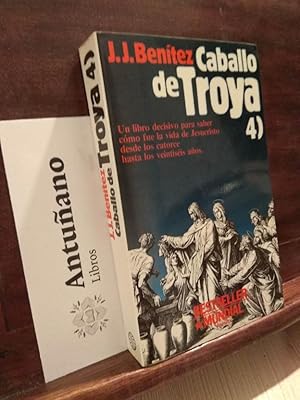 J.J.Benítez Caballo
de Troya
4)
Un libro decisivo para saber
cómo fue la vida de Jesucristo
desde los catorce
hasta los veintiséis años.
BESTSELLER
MUNDIAL
J.J.Benítez
Caballo de Troya 4)
Antuñano
Libros